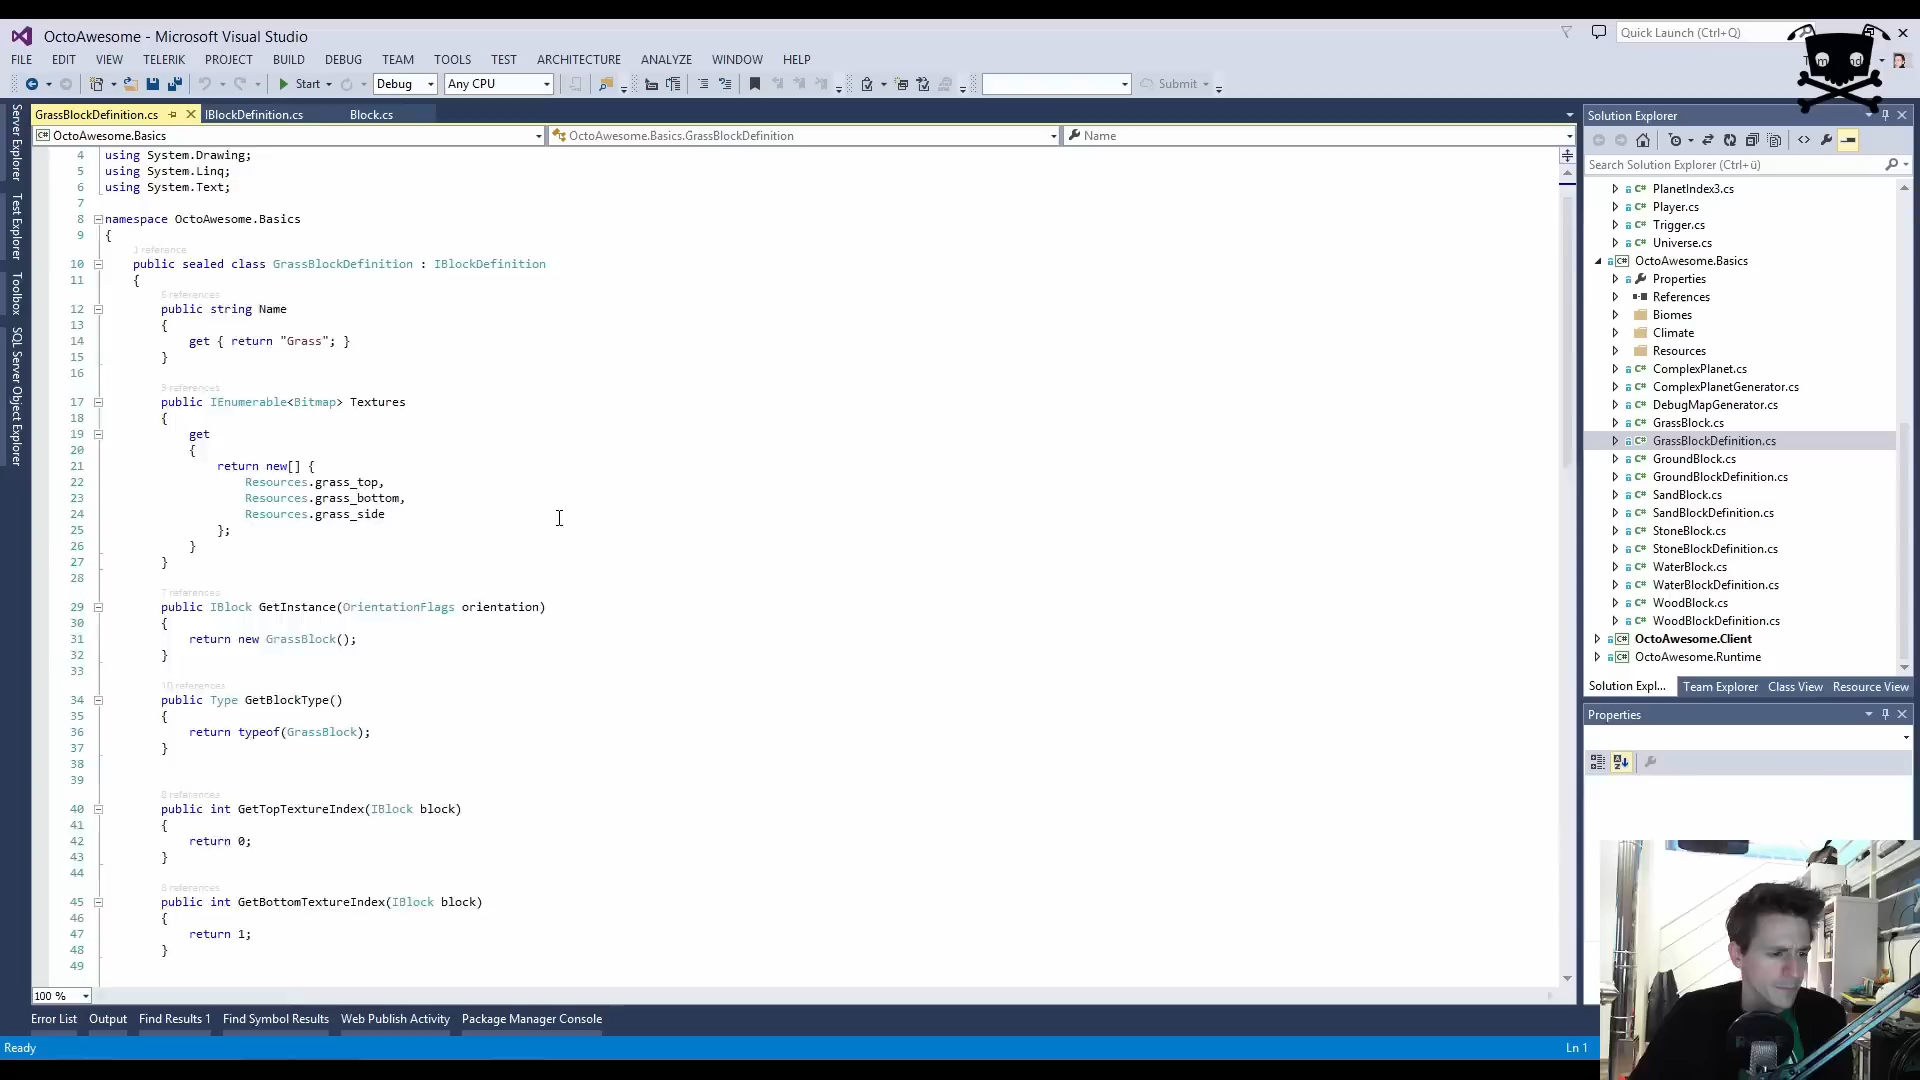 OctoAwesome - Microsoft Visual Studio
Quick Launch (Ctrl+Q)
FILE EDIT VIEW TELERIK PROJECT BUILD DEBUG TEAM TOOLS TEST ARCHITECTURE ANALYZE WINDOW HELP
Start Debug Any CPU Submit
GrassBlockDefinition.cs IBlockDefinition.cs Block.cs
OctoAwesome.Basics OctoAwesome.Basics.GrassBlockDefinition Name
Server Explorer
Test Explorer
Toolbox
SQL Server Object Explorer
4 using System.Drawing;
5 using System.Linq;
6 using System.Text;
7
8 namespace OctoAwesome.Basics
9 {
1 reference
10 public sealed class GrassBlockDefinition : IBlockDefinition
11 {
6 references
12 public string Name
13 {
14 get { return "Grass"; }
15 }
16
9 references
17 public IEnumerable<Bitmap> Textures
18 {
19 get
20 {
21 return new[] {
22 Resources.grass_top,
23 Resources.grass_bottom,
24 Resources.grass_side
25 };
26 }
27 }
28
7 references
29 public IBlock GetInstance(OrientationFlags orientation)
30 {
31 return new GrassBlock();
32 }
33
10 references
34 public Type GetBlockType()
35 {
36 return typeof(GrassBlock);
37 }
38
39
8 references
40 public int GetTopTextureIndex(IBlock block)
41 {
42 return 0;
43 }
44
8 references
45 public int GetBottomTextureIndex(IBlock block)
46 {
47 return 1;
48 }
49
100 %
Error List Output Find Results 1 Find Symbol Results Web Publish Activity Package Manager Console
Ready
Ln 1
Solution Explorer
Search Solution Explorer (Ctrl+ü)
PlanetIndex3.cs
Player.cs
Trigger.cs
Universe.cs
OctoAwesome.Basics
Properties
References
Biomes
Climate
Resources
ComplexPlanet.cs
ComplexPlanetGenerator.cs
DebugMapGenerator.cs
GrassBlock.cs
GrassBlockDefinition.cs
GroundBlock.cs
GroundBlockDefinition.cs
SandBlock.cs
SandBlockDefinition.cs
StoneBlock.cs
StoneBlockDefinition.cs
WaterBlock.cs
WaterBlockDefinition.cs
WoodBlock.cs
WoodBlockDefinition.cs
OctoAwesome.Client
OctoAwesome.Runtime
Solution Expl... Team Explorer Class View Resource View
Properties